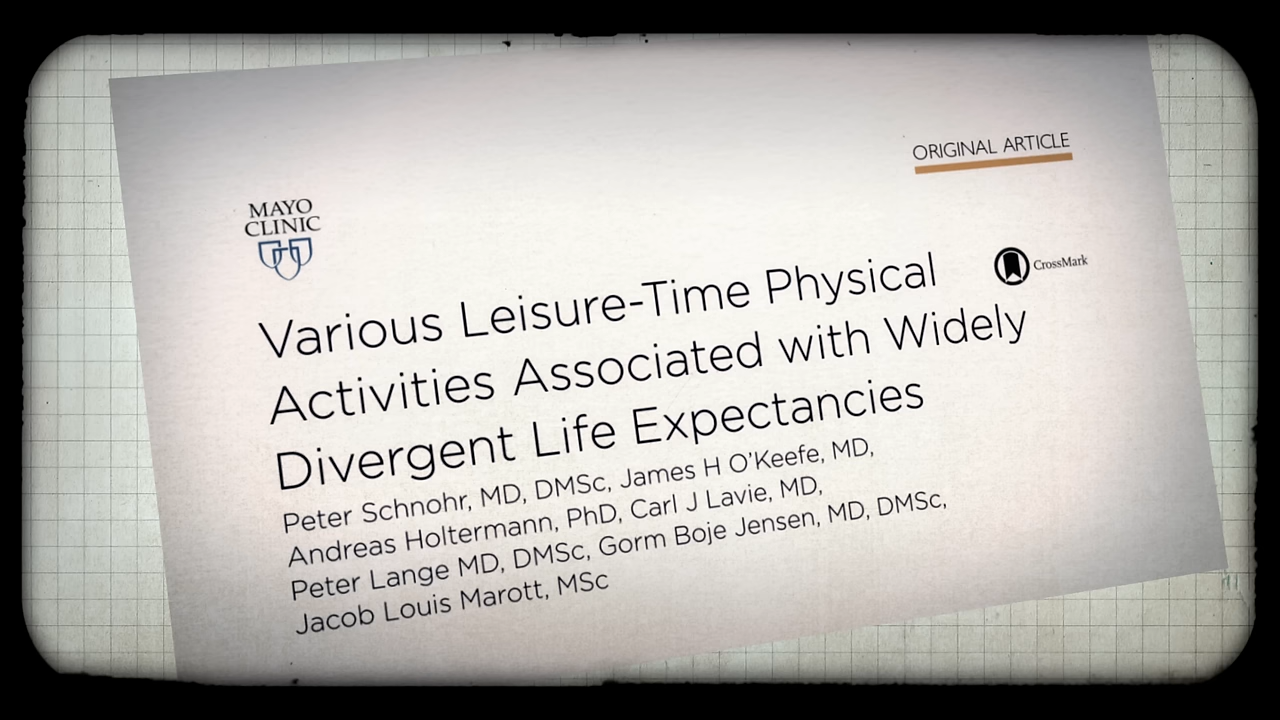 ORIGINAL ARTICLE
MAYO
CLINIC
CrossMark
Various Leisure-Time Physical
Activities Associated with Widely
Divergent Life Expectancies
Peter Schnohr, MD, DMSc, James H O'Keefe, MD,
Andreas Holtermann, PhD, Carl J Lavie, MD,
Peter Lange MD, DMSc, Gorm Boje Jensen, MD, DMSc,
Jacob Louis Marott, MSc